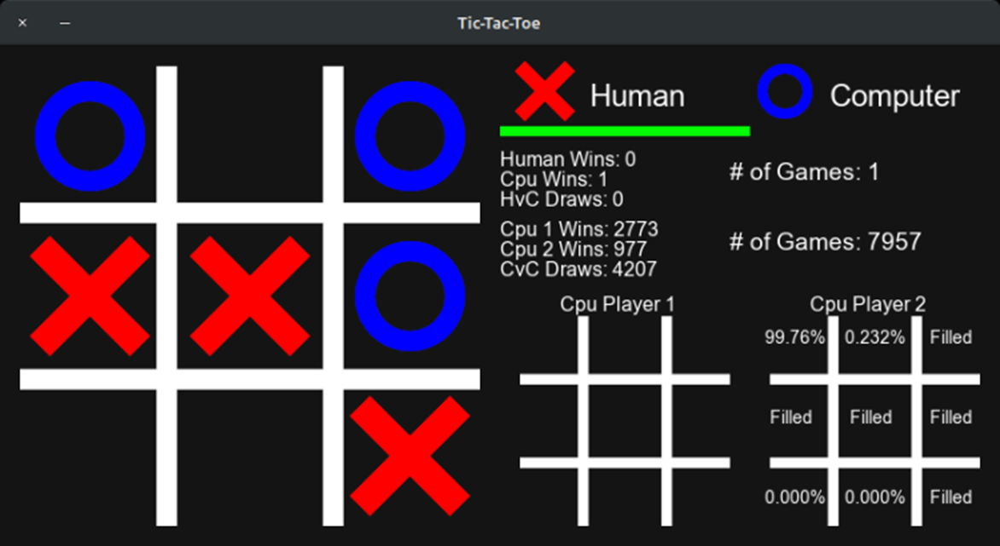 Tic-Tac-Toe
Human
Computer
Human Wins: 0
Cpu Wins: 1
HvC Draws: 0
# of Games: 1
Cpu 1 Wins: 2773
Cpu 2 Wins: 977
CvC Draws: 4207
# of Games: 7957
Cpu Player 1
Cpu Player 2
99.76% 0.232% Filled
Filled Filled Filled
0.000% 0.000% Filled